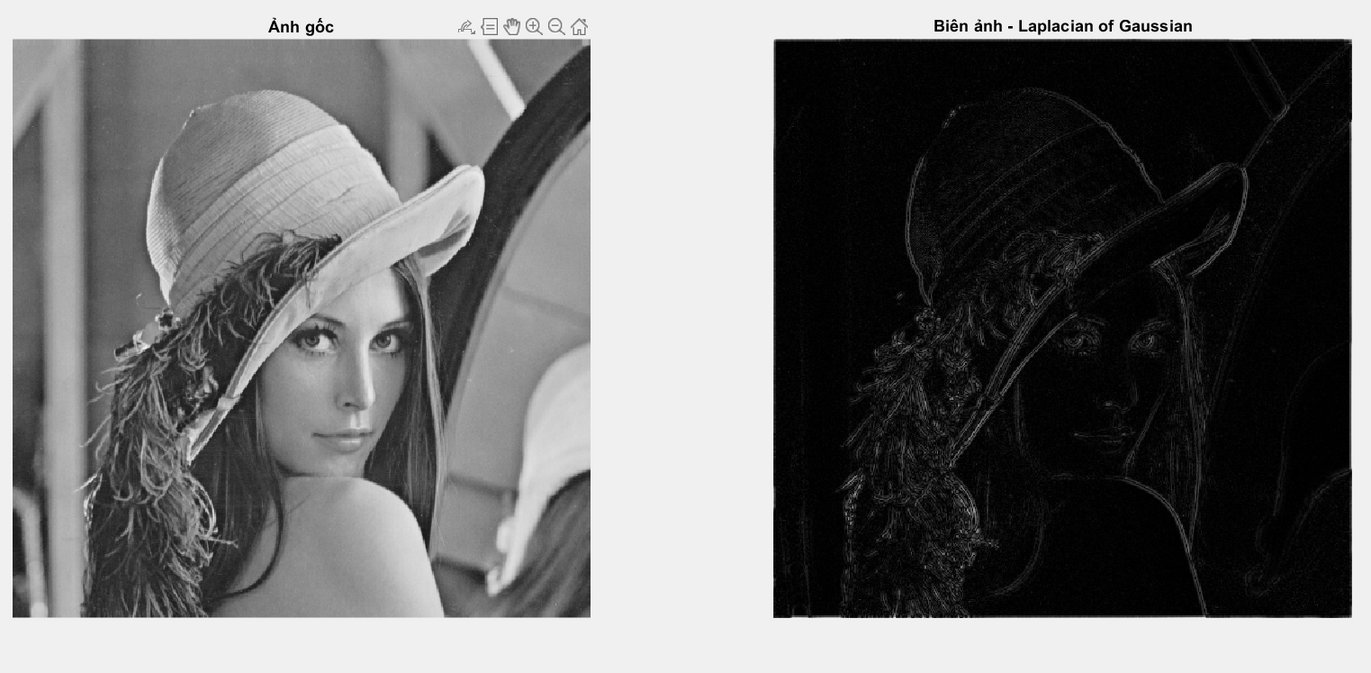 Ảnh gốc
Biên ảnh - Laplacian of Gaussian